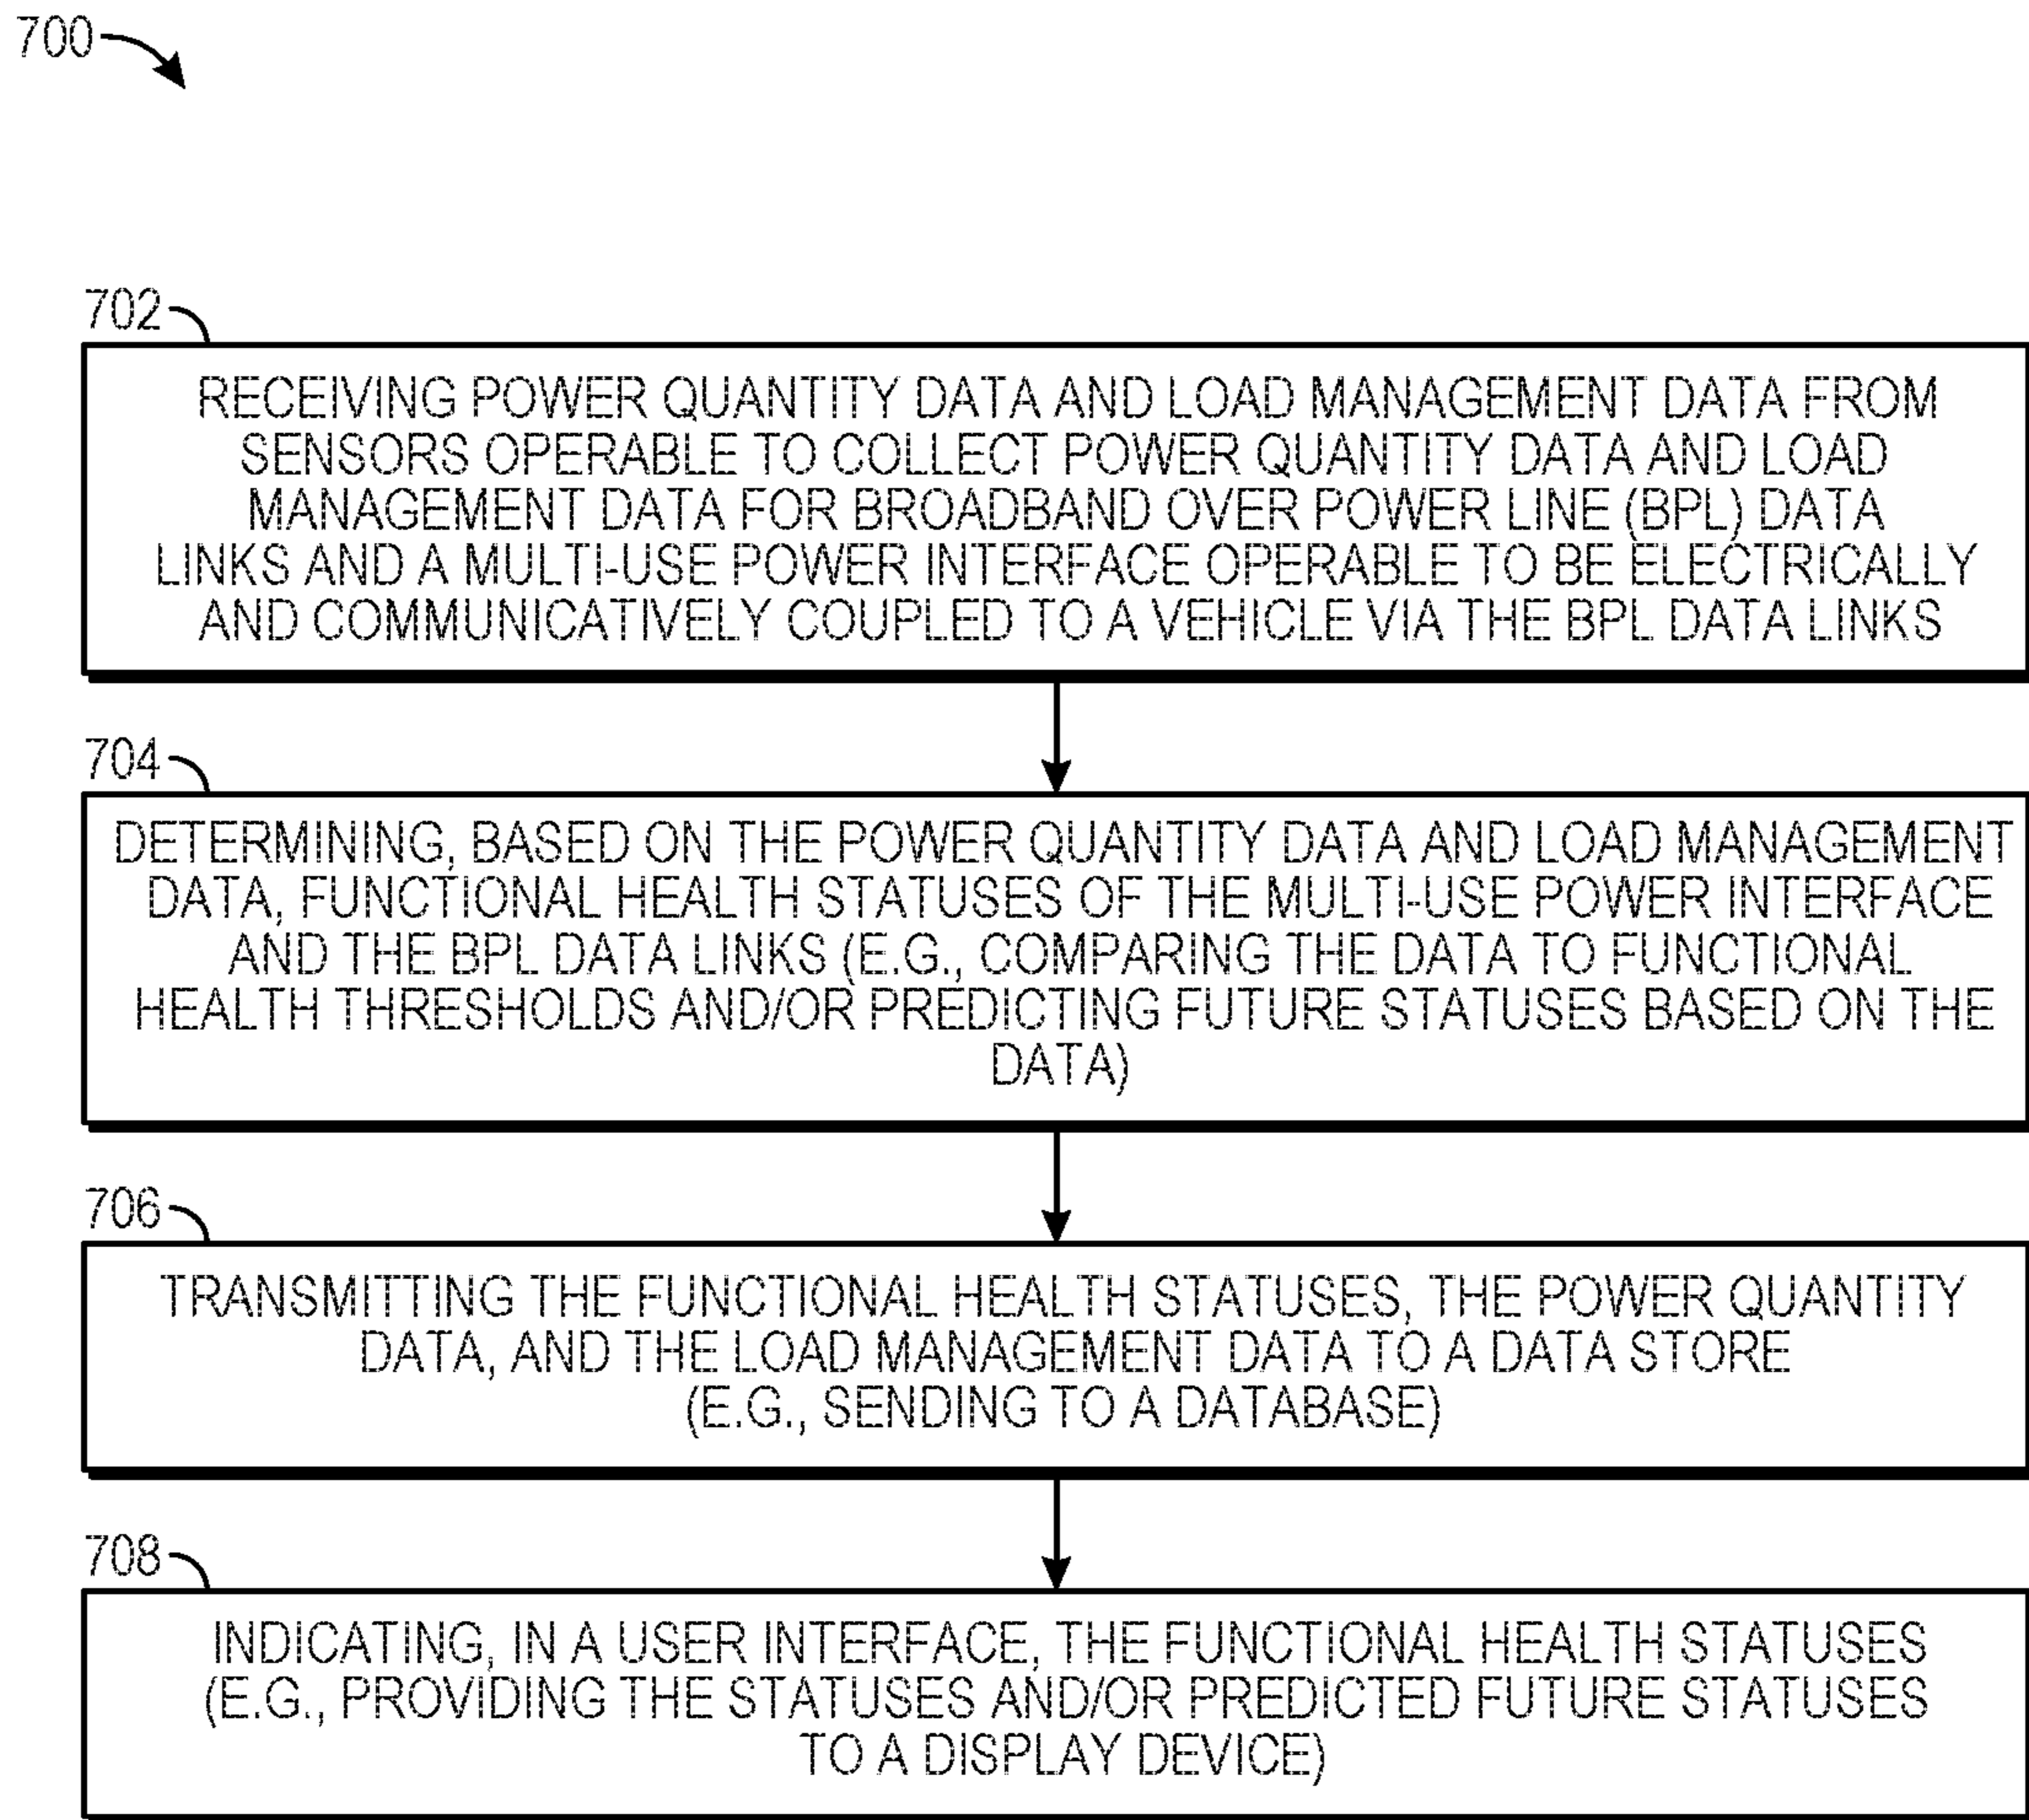 700
702
RECEIVING POWER QUANTITY DATA AND LOAD MANAGEMENT DATA FROM
SENSORS OPERABLE TO COLLECT POWER QUANTITY DATA AND LOAD
MANAGEMENT DATA FOR BROADBAND OVER POWER LINE (BPL) DATA
LINKS AND A MULTI-USE POWER INTERFACE OPERABLE TO BE ELECTRICALLY
AND COMMUNICATIVELY COUPLED TO A VEHICLE VIA THE BPL DATA LINKS
704
DETERMINING, BASED ON THE POWER QUANTITY DATA AND LOAD MANAGEMENT
DATA, FUNCTIONAL HEALTH STATUSES OF THE MULTI-USE POWER INTERFACE
AND THE BPL DATA LINKS (E.G., COMPARING THE DATA TO FUNCTIONAL
HEALTH THRESHOLDS AND/OR PREDICTING FUTURE STATUSES BASED ON THE
DATA)
706
TRANSMITTING THE FUNCTIONAL HEALTH STATUSES, THE POWER QUANTITY
DATA, AND THE LOAD MANAGEMENT DATA TO A DATA STORE
(E.G., SENDING TO A DATABASE)
708
INDICATING, IN A USER INTERFACE, THE FUNCTIONAL HEALTH STATUSES
(E.G., PROVIDING THE STATUSES AND/OR PREDICTED FUTURE STATUSES
TO A DISPLAY DEVICE)